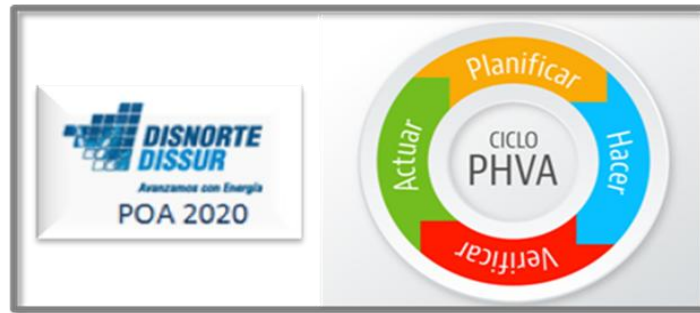 DISNORTE
DISSUR
Avanzamos con Energía
POA 2020
Planificar
Hacer
Verificar
Actuar
CICLO
PHVA